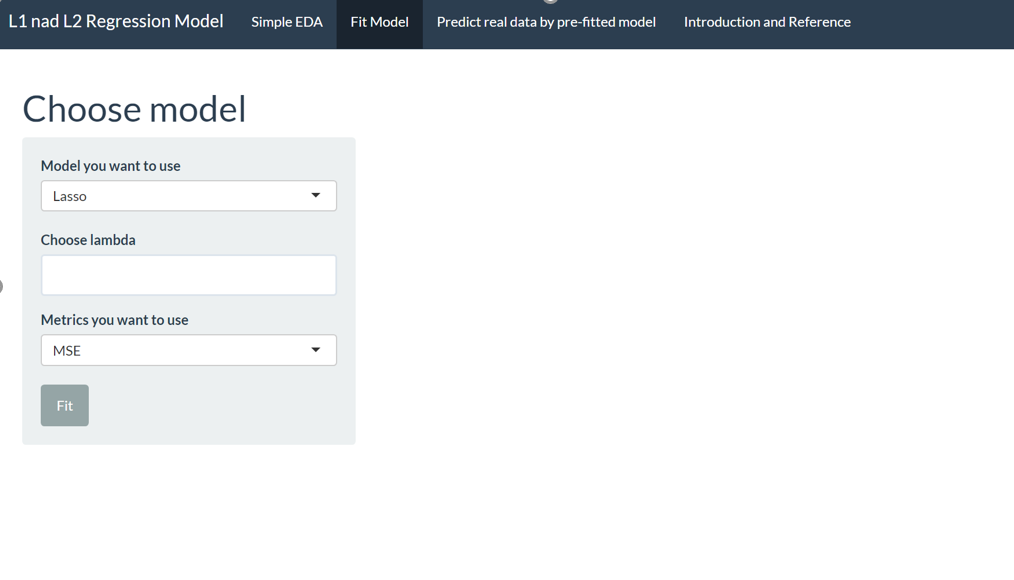 L1 nad L2 Regression Model Simple EDA Fit Model Predict real data by pre-fitted model Introduction and Reference
Choose model
Model you want to use
Lasso
Choose lambda
Metrics you want to use
MSE
Fit